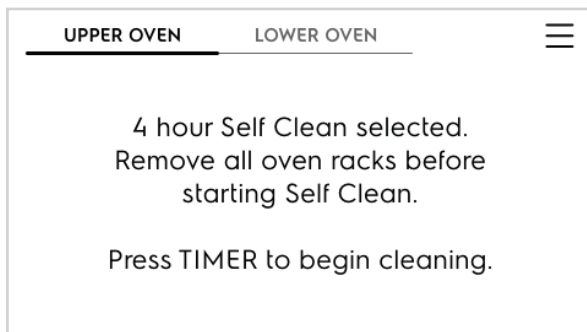 UPPER OVEN LOWER OVEN
4 hour Self Clean selected.
Remove all oven racks before
starting Self Clean.
Press TIMER to begin cleaning.